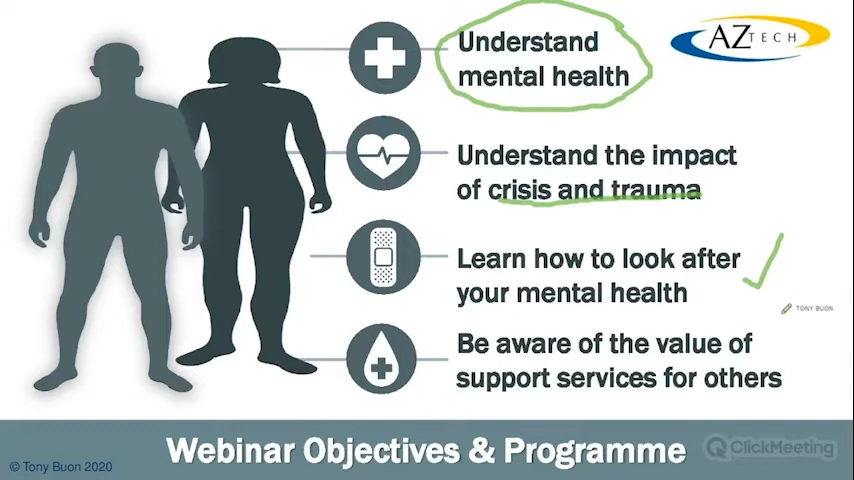 Understand
mental health
AZTECH
Understand the impact
of crisis and trauma
Learn how to look after
your mental health
TONY BUON
Be aware of the value of
support services for others
Webinar Objectives & Programme
ClickMeeting
© Tony Buon 2020